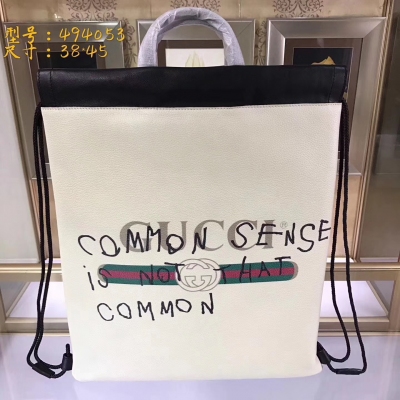 型号:494053
尺寸:38·45
GUCCI
COMMON SENSE
iS NOT THAT
COMMON